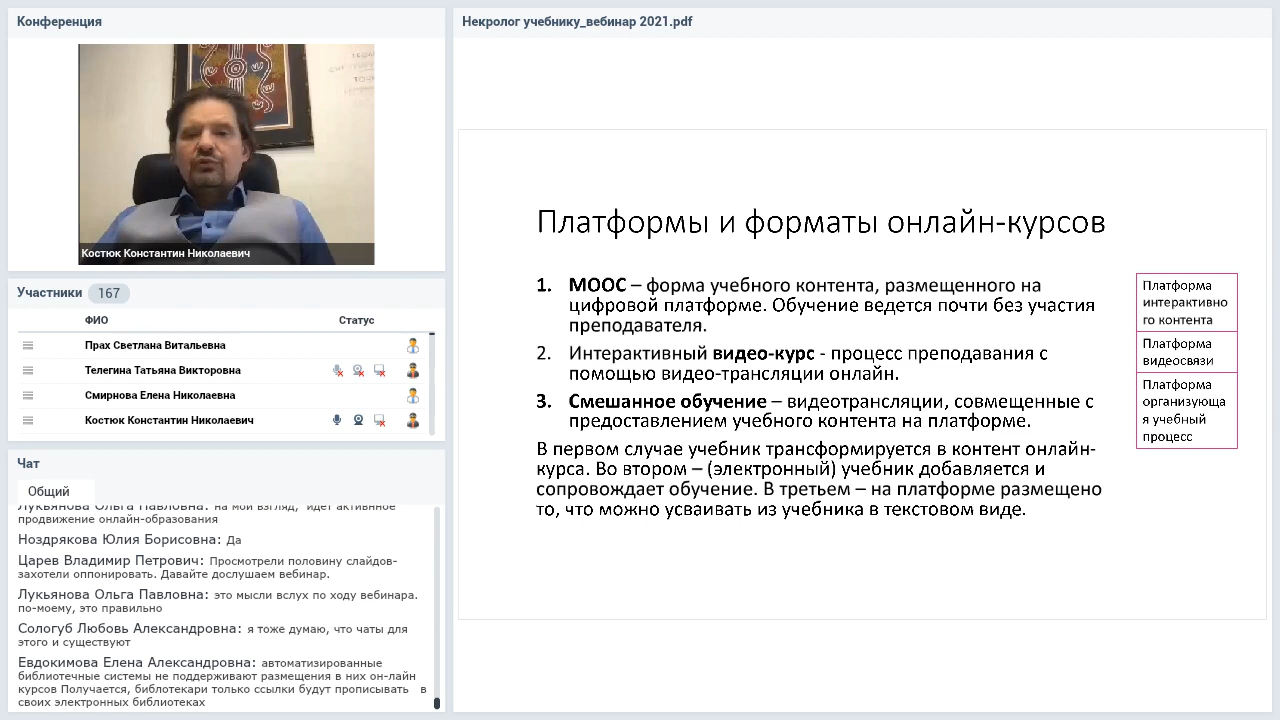 Конференция
Костюк Константин Николаевич
Участники 167
ФИО Статус
Прах Светлана Витальевна
Телегина Татьяна Викторовна
Смирнова Елена Николаевна
Костюк Константин Николаевич
Чат
Общий
Лукьянова Ольга Павловна: на мой взгляд, идет активнное
продвижение онлайн-образования
Ноздрякова Юлия Борисовна: Да
Царев Владимир Петрович: Просмотрели половину слайдов-
захотели оппонировать. Давайте дослушаем вебинар.
Лукьянова Ольга Павловна: это мысли вслух по ходу вебинара.
по-моему, это правильно
Сологуб Любовь Александровна: я тоже думаю, что чаты для
этого и существуют
Евдокимова Елена Александровна: автоматизированные
библиотечные системы не поддерживают размещения в них он-лайн
курсов Получается, библотекари только ссылки будут прописывать в
своих электронных библиотеках
Некролог учебнику_вебинар 2021.pdf
Платформы и форматы онлайн-курсов
1. МООС – форма учебного контента, размещенного на
цифровой платформе. Обучение ведется почти без участия
преподавателя.
2. Интерактивный видео-курс - процесс преподавания с
помощью видео-трансляции онлайн.
3. Смешанное обучение – видеотрансляции, совмещенные с
предоставлением учебного контента на платформе.
В первом случае учебник трансформируется в контент онлайн-
курса. Во втором – (электронный) учебник добавляется и
сопровождает обучение. В третьем – на платформе размещено
то, что можно усваивать из учебника в текстовом виде.
Платформа
интерактивно
го контента
Платформа
видеосвязи
Платформа
организующа
я учебный
процесс